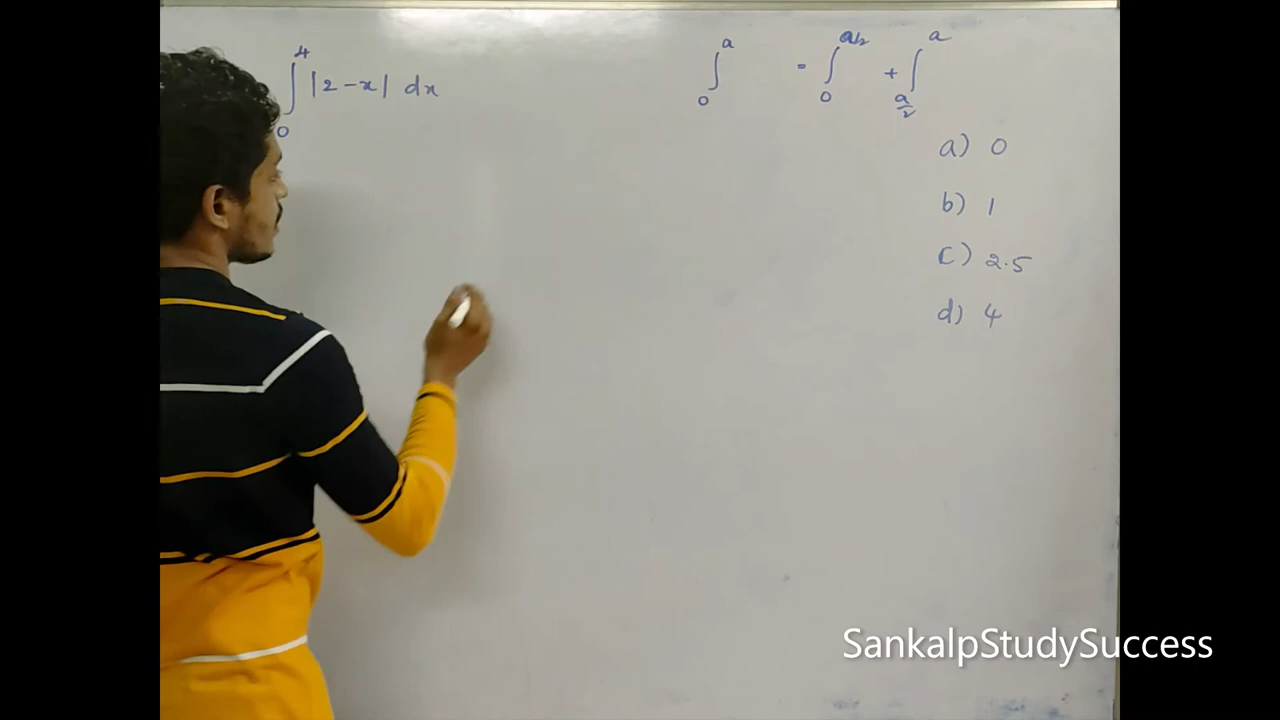 ∫₀⁴ |2-x| dx
∫₀ᵃ = ∫₀^{a/2} + ∫_{a/2}^a
a) 0
b) 1
c) 2.5
d) 4
SankalpStudySuccess